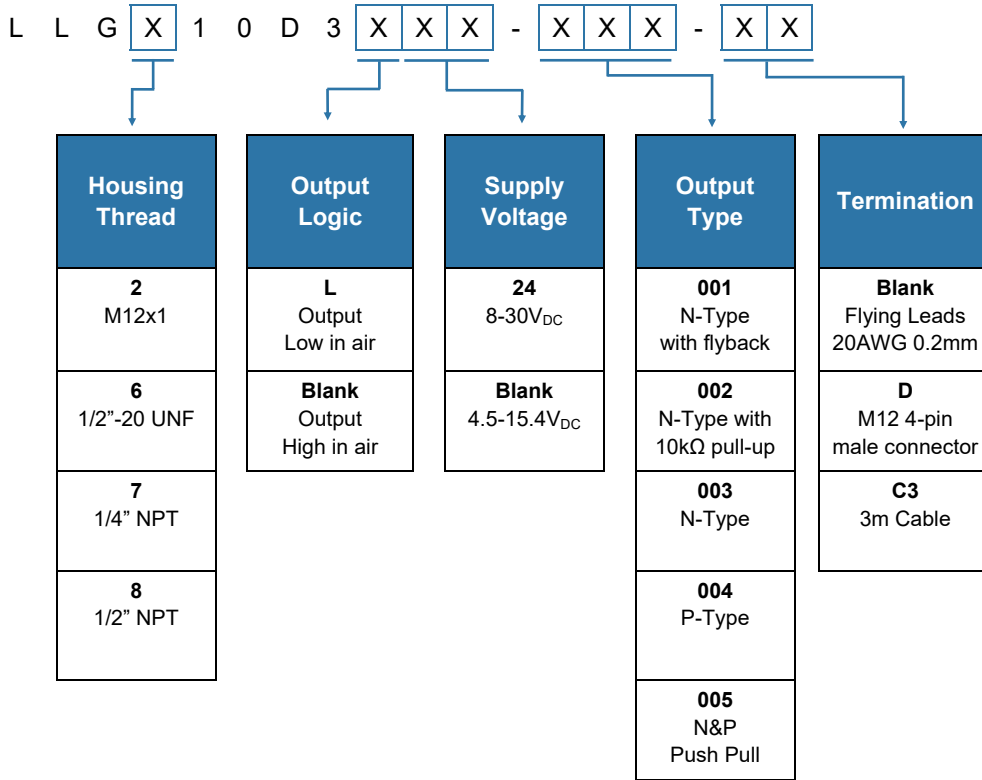 L L G X 1 0 D 3 X X X - X X X - X X
Housing
Thread
2
M12x1
6
1/2”-20 UNF
7
1/4” NPT
8
1/2” NPT
Output
Logic
L
Output
Low in air
Blank
Output
High in air
Supply
Voltage
24
8-30VDC
Blank
4.5-15.4VDC
Output
Type
001
N-Type
with flyback
002
N-Type with
10kΩ pull-up
003
N-Type
004
P-Type
005
N&P
Push Pull
Termination
Blank
Flying Leads
20AWG 0.2mm
D
M12 4-pin
male connector
C3
3m Cable